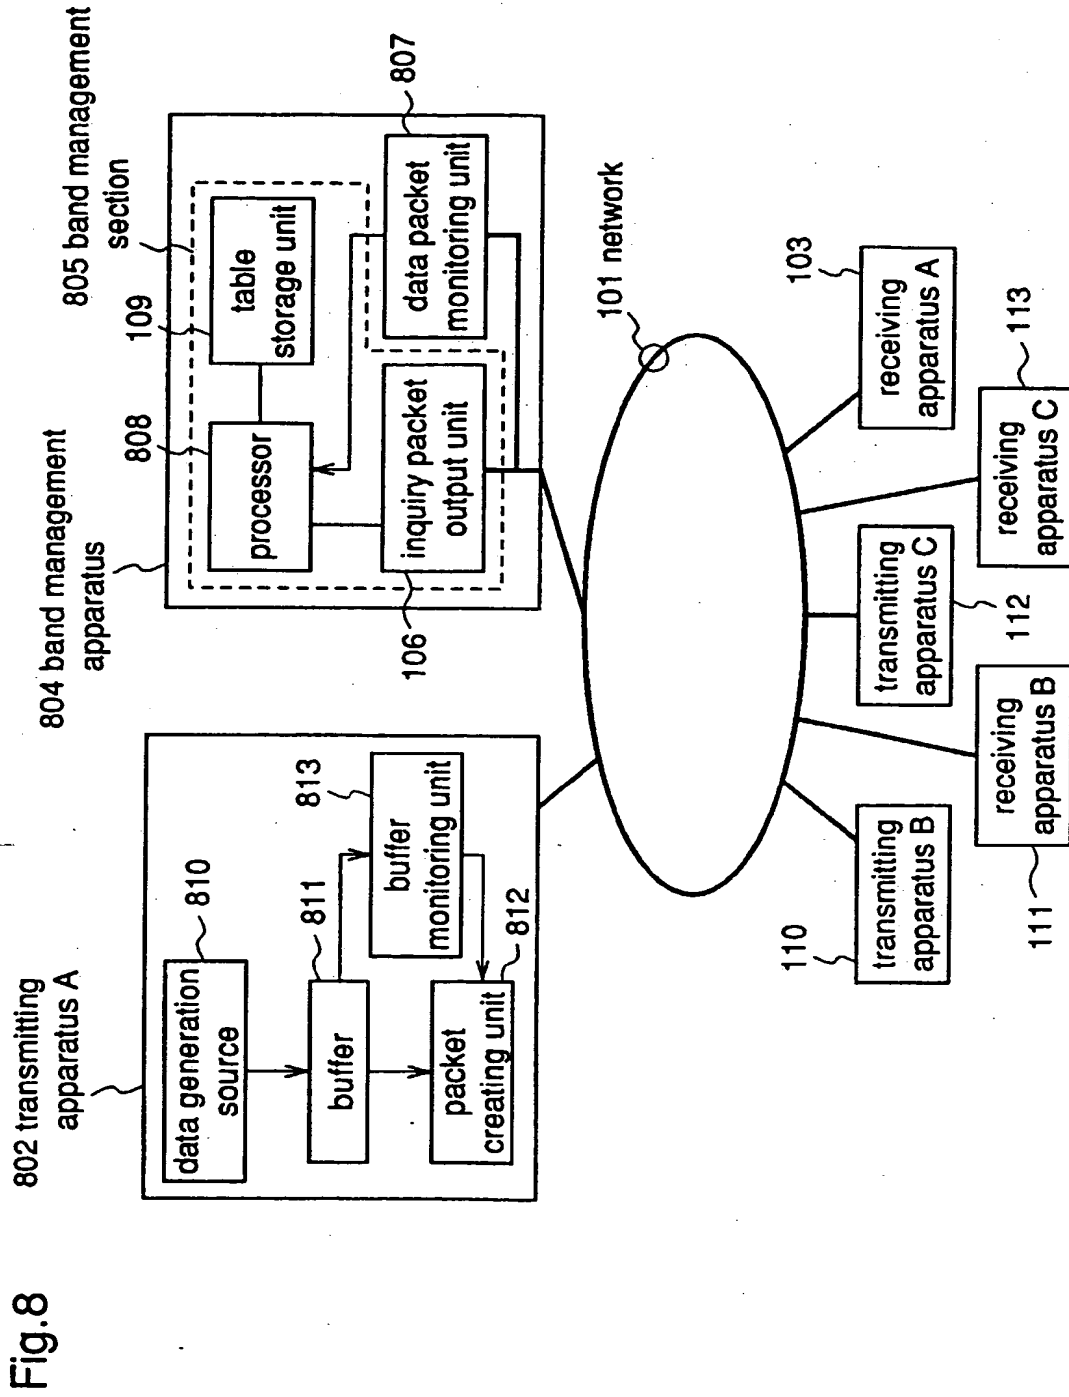 Fig.8
802 transmitting
apparatus A
data generation
source
810
buffer
811
buffer
monitoring unit
813
packet
creating unit
812
804 band management
apparatus
805 band management
section
processor
808
table
storage unit
109
inquiry packet
output unit
106
data packet
monitoring unit
807
101 network
transmitting
apparatus B
110
receiving
apparatus B
111
transmitting
apparatus C
112
receiving
apparatus C
113
receiving
apparatus A
103